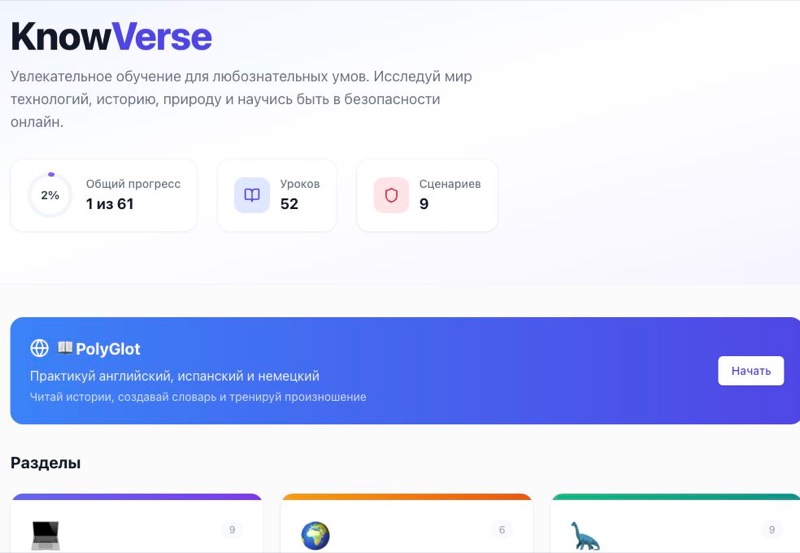 KnowVerse
Увлекательное обучение для любознательных умов. Исследуй мир
технологий, историю, природу и научись быть в безопасности
онлайн.
2%
Общий прогресс
1 из 61
Уроков
52
Сценариев
9
PolyGlot
Практикуй английский, испанский и немецкий
Читай истории, создавай словарь и тренируй произношение
Начать
Разделы
9
6
9